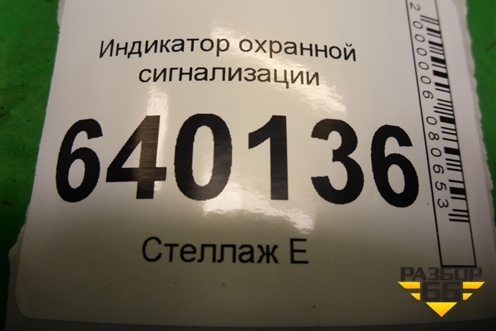 Индикатор охранной
сигнализации
640136
Стеллаж Е
2000006080653
РАЗБОР
66